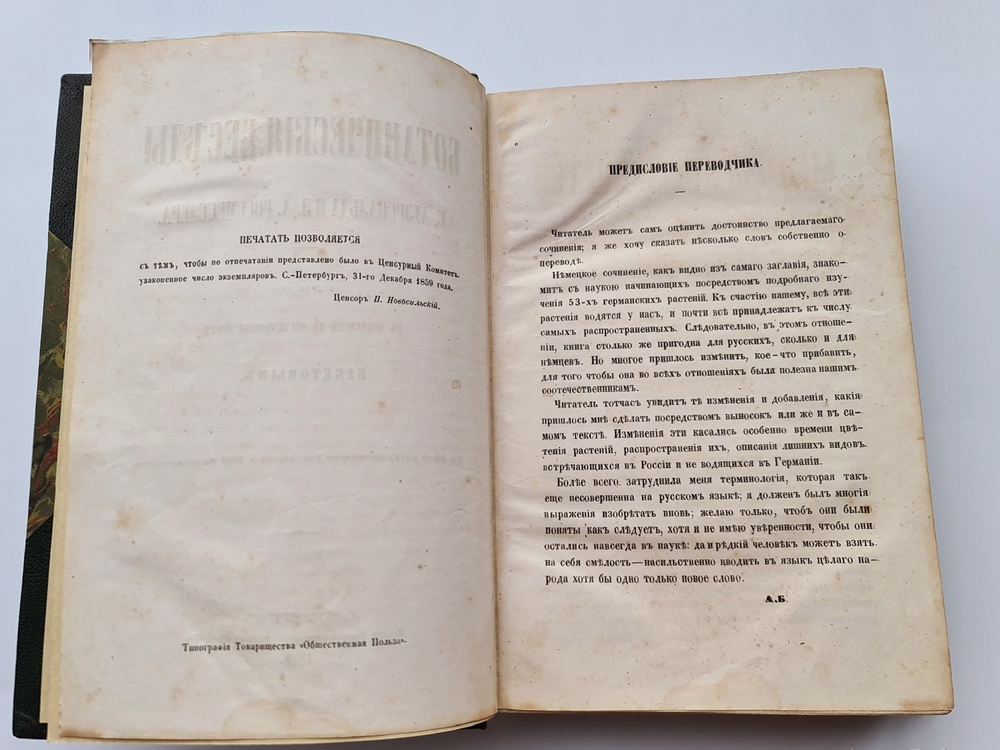 ПЕЧАТАТЬ ПОЗВОЛЯЕТСЯ
съ тѣмъ, чтобы по отпечатаніи представлено было въ Ценсурный Комитетъ
узаконенное число экземпляровъ. С.-Петербургъ, 31-го Декабря 1859 года.
Ценсоръ П. Новосильскій.
Типографія Товарищества «Общественная Польза».
ПРЕДИСЛОВІЕ ПЕРЕВОДЧИКА.
Читатель можетъ самъ оцѣнить достоинство предлагаемаго
сочиненія; я же хочу сказать нѣсколько словъ собственно о
переводѣ.
Нѣмецкое сочиненіе, какъ видно изъ самаго заглавія, знако-
митъ съ наукою начинающихъ посредствомъ подробнаго изу-
ченія 53-хъ германскихъ растеній. Къ счастію нашему, всѣ эти
растенія водятся у насъ, и почти всѣ принадлежатъ къ числу
самыхъ распространенныхъ. Слѣдовательно, въ этомъ отноше-
ніи, книга столько же пригодна для русскихъ, сколько и для
нѣмцевъ. Но многое пришлось измѣнить, кое-что прибавить,
для того чтобы она во всѣхъ отношеніяхъ была полезна нашимъ
соотечественникамъ.
Читатель тотчасъ увидитъ тѣ измѣненія и добавленія, какія
пришлось мнѣ сдѣлать посредствомъ выносокъ или же и въ са-
момъ текстѣ. Измѣненія эти касались особенно времени цвѣ-
тенія растеній, распространенія ихъ, описанія лишнихъ видовъ,
встрѣчающихся въ Россіи и не водящихся въ Германіи.
Болѣе всего затруднила меня терминологія, которая такъ
еще несовершенна на русскомъ языкѣ; я долженъ былъ многія
выраженія изобрѣтать вновь; желаю только, чтобъ они были
поняты какъ слѣдуетъ, хотя и не имѣю увѣренности, чтобы они
остались навсегда въ наукѣ: да и рѣдкій человѣкъ можетъ взять
на себя смѣлость—насильственно вводить въ языкъ цѣлаго на-
рода хотя бы одно только новое слово.
А.Б.